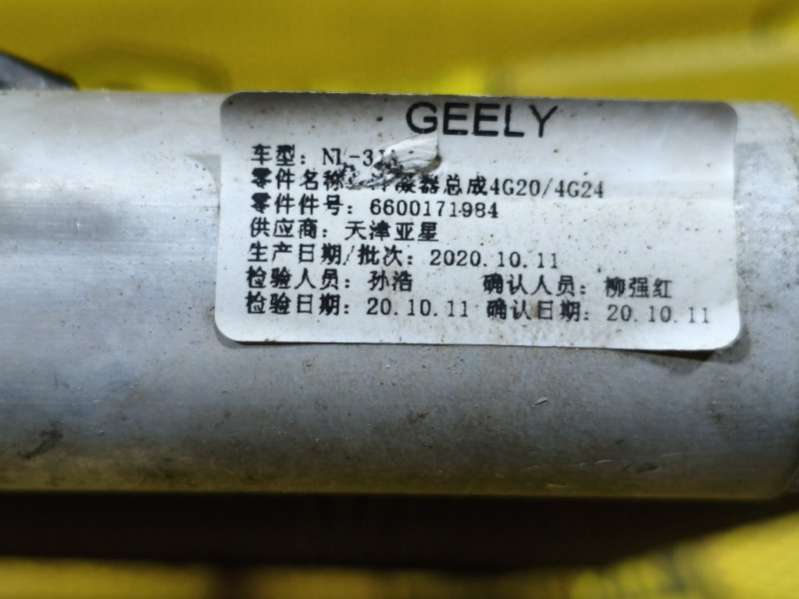 GEELY
车型: NL-3
零件名称: 冷凝器总成4G20/4G24
零件件号: 6600171984
供应商: 天津亚星
生产日期/批次: 2020.10.11
检验人员: 孙浩 确认人员: 柳强红
检验日期: 20.10.11 确认日期: 20.10.11